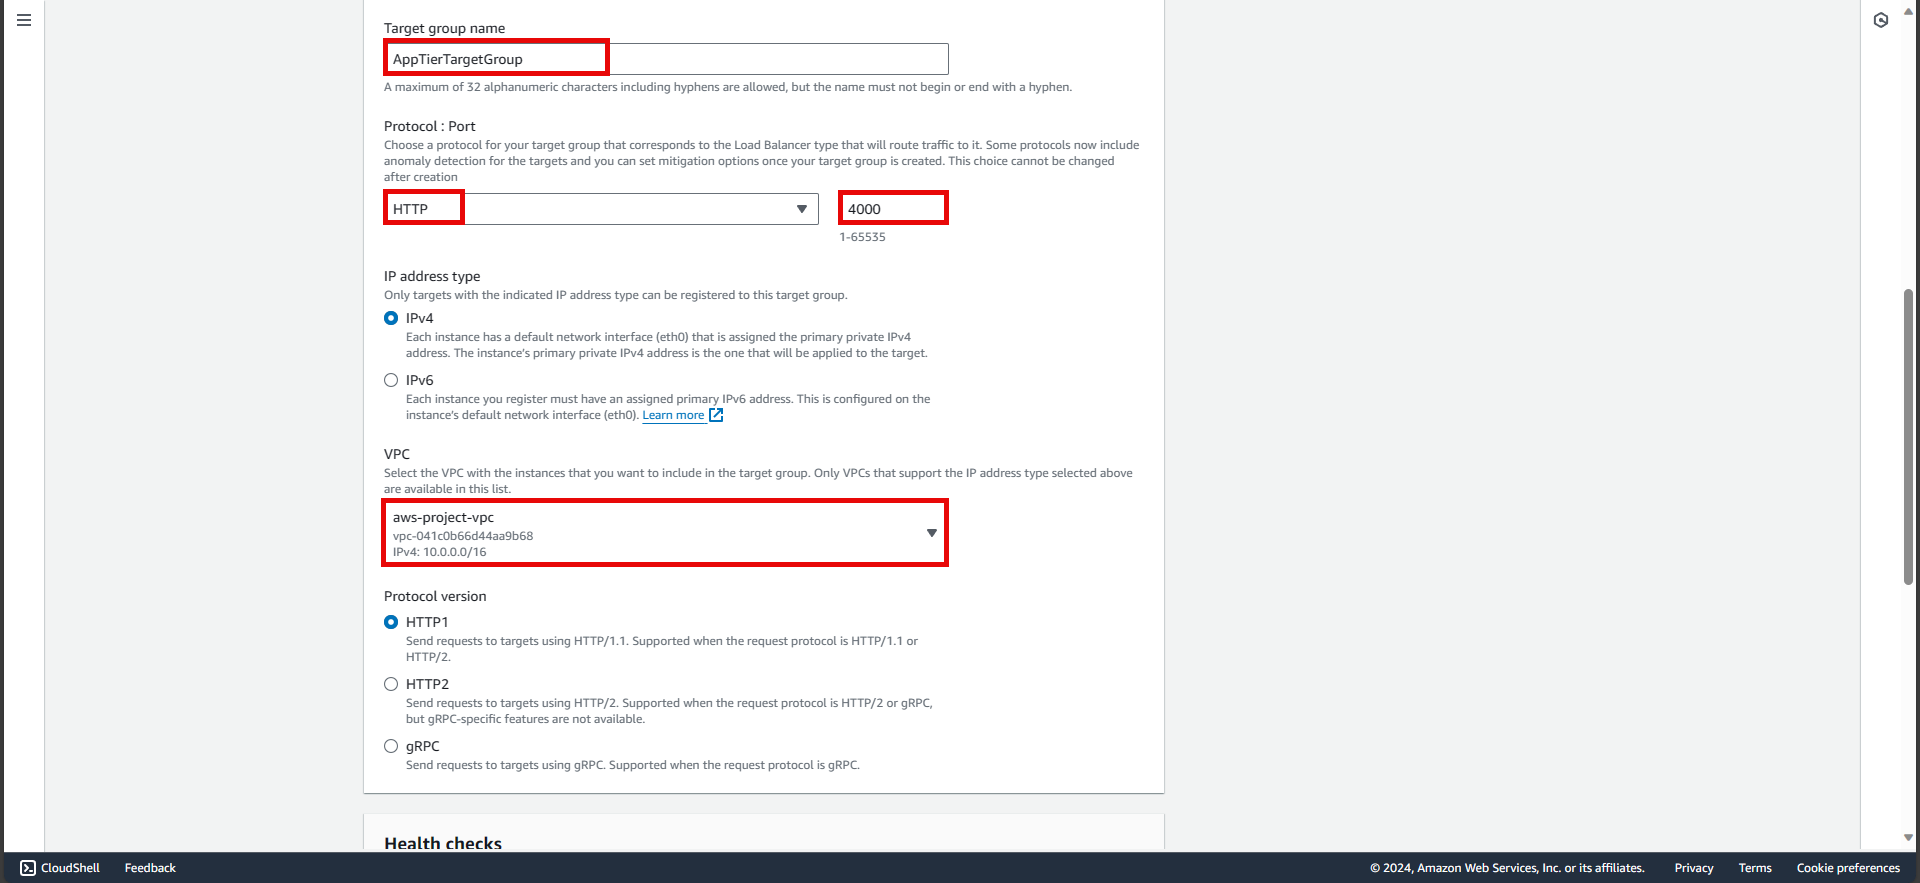 Target group name
AppTierTargetGroup
A maximum of 32 alphanumeric characters including hyphens are allowed, but the name must not begin or end with a hyphen.
Protocol : Port
Choose a protocol for your target group that corresponds to the Load Balancer type that will route traffic to it. Some protocols now include
anomaly detection for the targets and you can set mitigation options once your target group is created. This choice cannot be changed
after creation
HTTP
4000
1-65535
IP address type
Only targets with the indicated IP address type can be registered to this target group.
IPv4
Each instance has a default network interface (eth0) that is assigned the primary private IPv4
address. The instance's primary private IPv4 address is the one that will be applied to the target.
IPv6
Each instance you register must have an assigned primary IPv6 address. This is configured on the
instance's default network interface (eth0). Learn more
VPC
Select the VPC with the instances that you want to include in the target group. Only VPCs that support the IP address type selected above
are available in this list.
aws-project-vpc
vpc-041c0b66d44aa9b68
IPv4: 10.0.0.0/16
Protocol version
HTTP1
Send requests to targets using HTTP/1.1. Supported when the request protocol is HTTP/1.1 or
HTTP/2.
HTTP2
Send requests to targets using HTTP/2. Supported when the request protocol is HTTP/2 or gRPC,
but gRPC-specific features are not available.
gRPC
Send requests to targets using gRPC. Supported when the request protocol is gRPC.
Health checks
CloudShell Feedback © 2024, Amazon Web Services, Inc. or its affiliates. Privacy Terms Cookie preferences